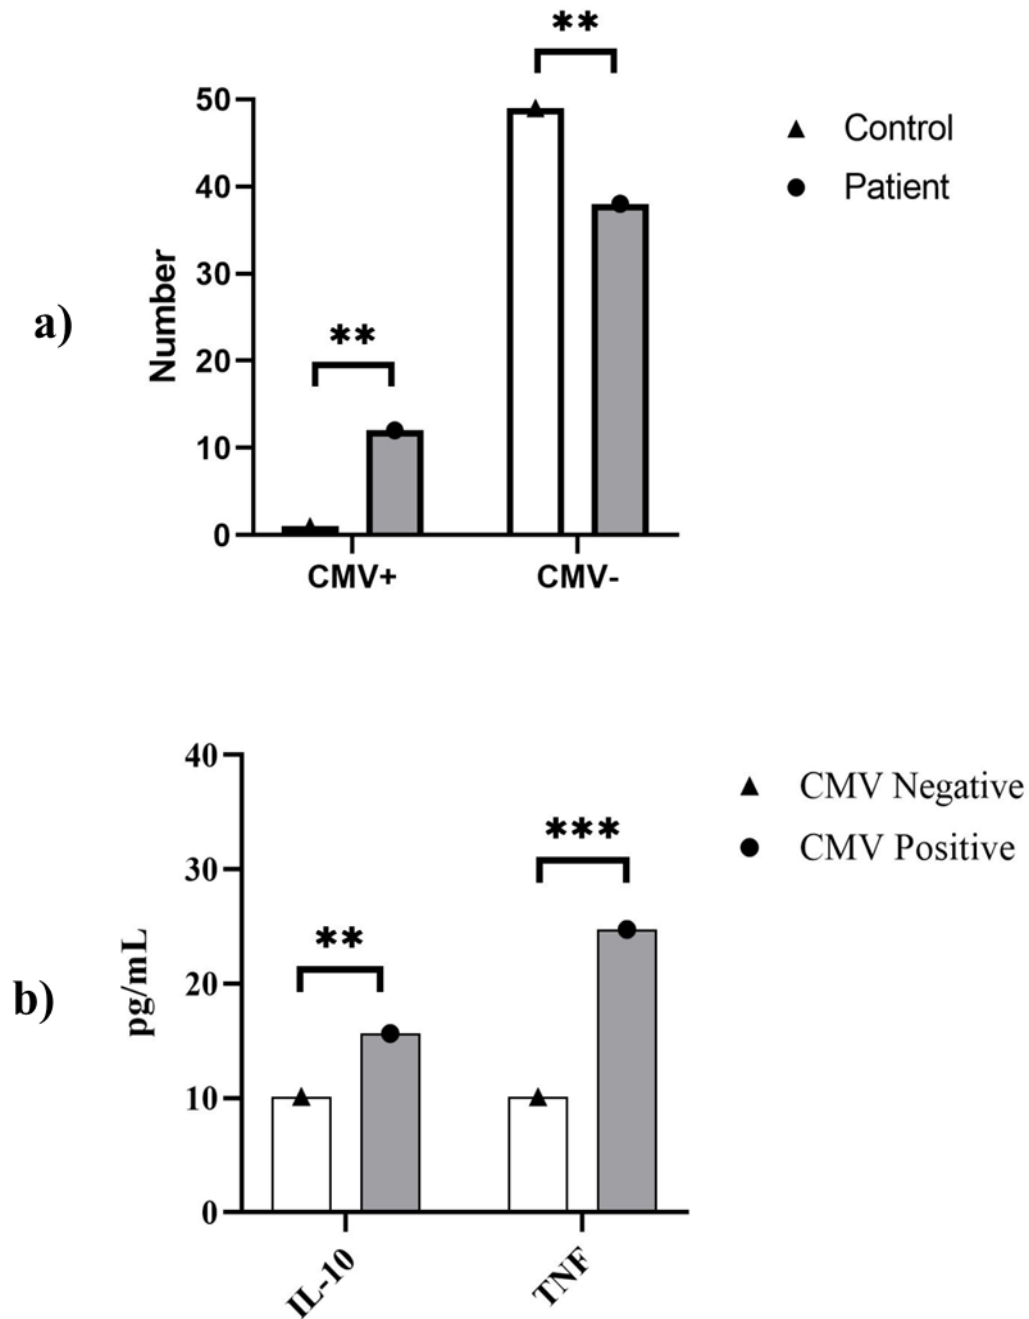 **
50
Control
40
Patient
30
Number
a)
**
20
10
0
CMV+ CMV-
40
CMV Negative
***
CMV Positive
30
**
pg/mL
20
b)
10
0
IL-10 TNF